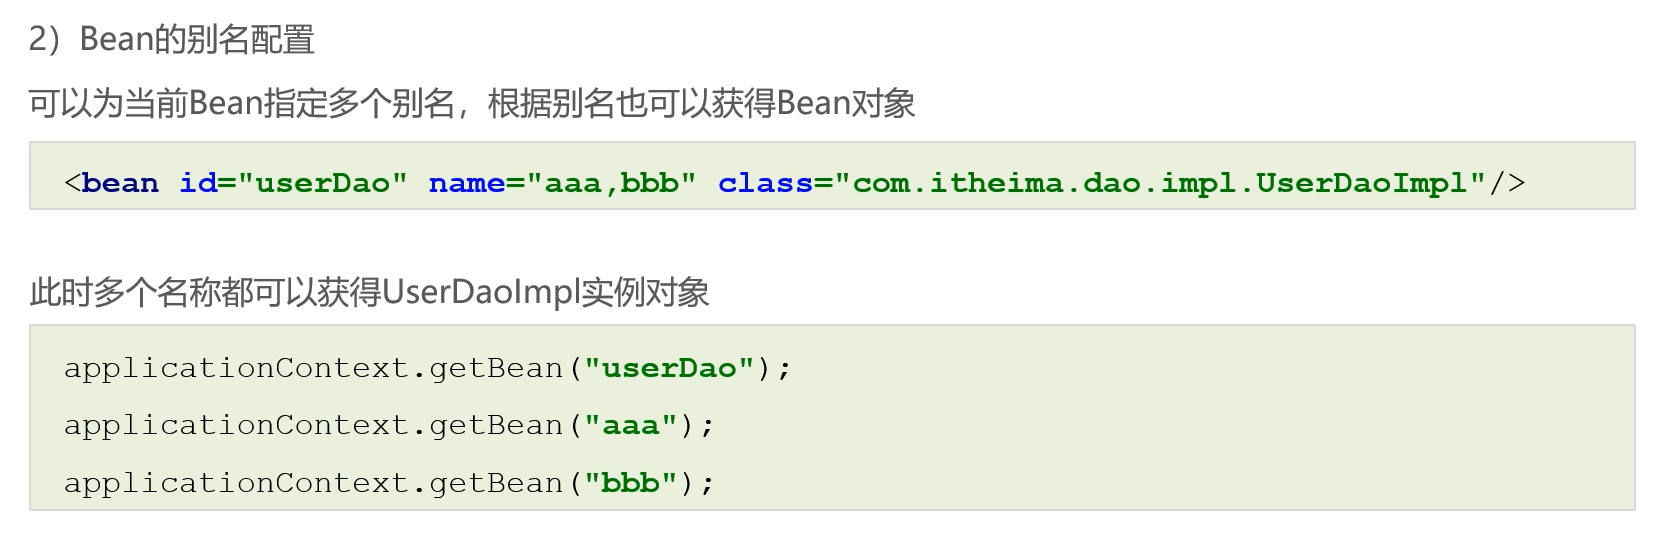 2）Bean的别名配置
可以为当前Bean指定多个别名，根据别名也可以获得Bean对象
<bean id="userDao" name="aaa,bbb" class="com.itheima.dao.impl.UserDaoImpl"/>
此时多个名称都可以获得UserDaoImpl实例对象
applicationContext.getBean("userDao");
applicationContext.getBean("aaa");
applicationContext.getBean("bbb");